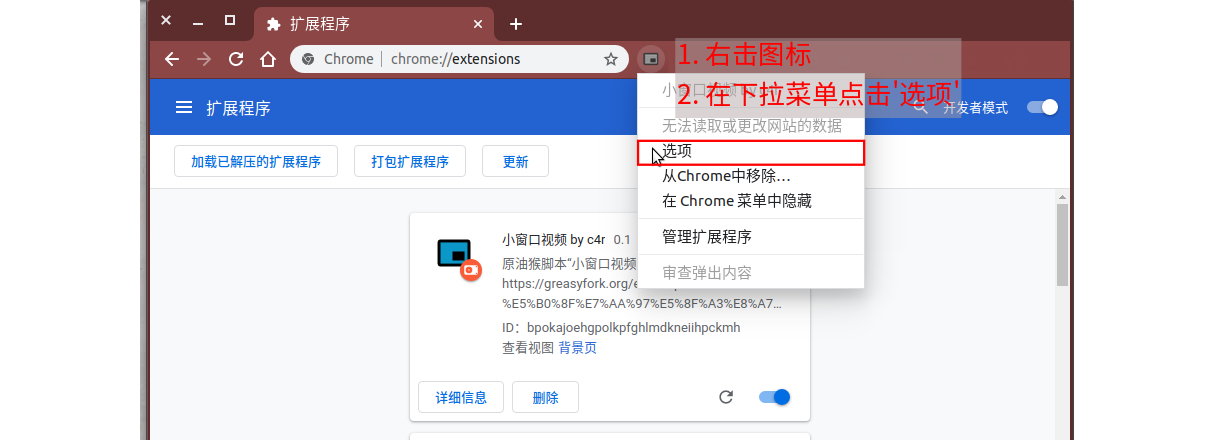 扩展程序
Chrome | chrome://extensions
1. 右击图标
2. 在下拉菜单点击'选项'
扩展程序
开发者模式
小窗口视频 by
无法读取或更改网站的数据
选项
从Chrome中移除...
在 Chrome 菜单中隐藏
管理扩展程序
审查弹出内容
加载已解压的扩展程序
打包扩展程序
更新
小窗口视频 by c4r 0.1
原油猴脚本“小窗口视频
https://greasyfork.org/e
%E5%B0%8F%E7%AA%97%E5%8F%A3%E8%A7...
ID：bpokajoehgpolkpfghlmdkneiihpckmh
查看视图 背景页
详细信息
删除